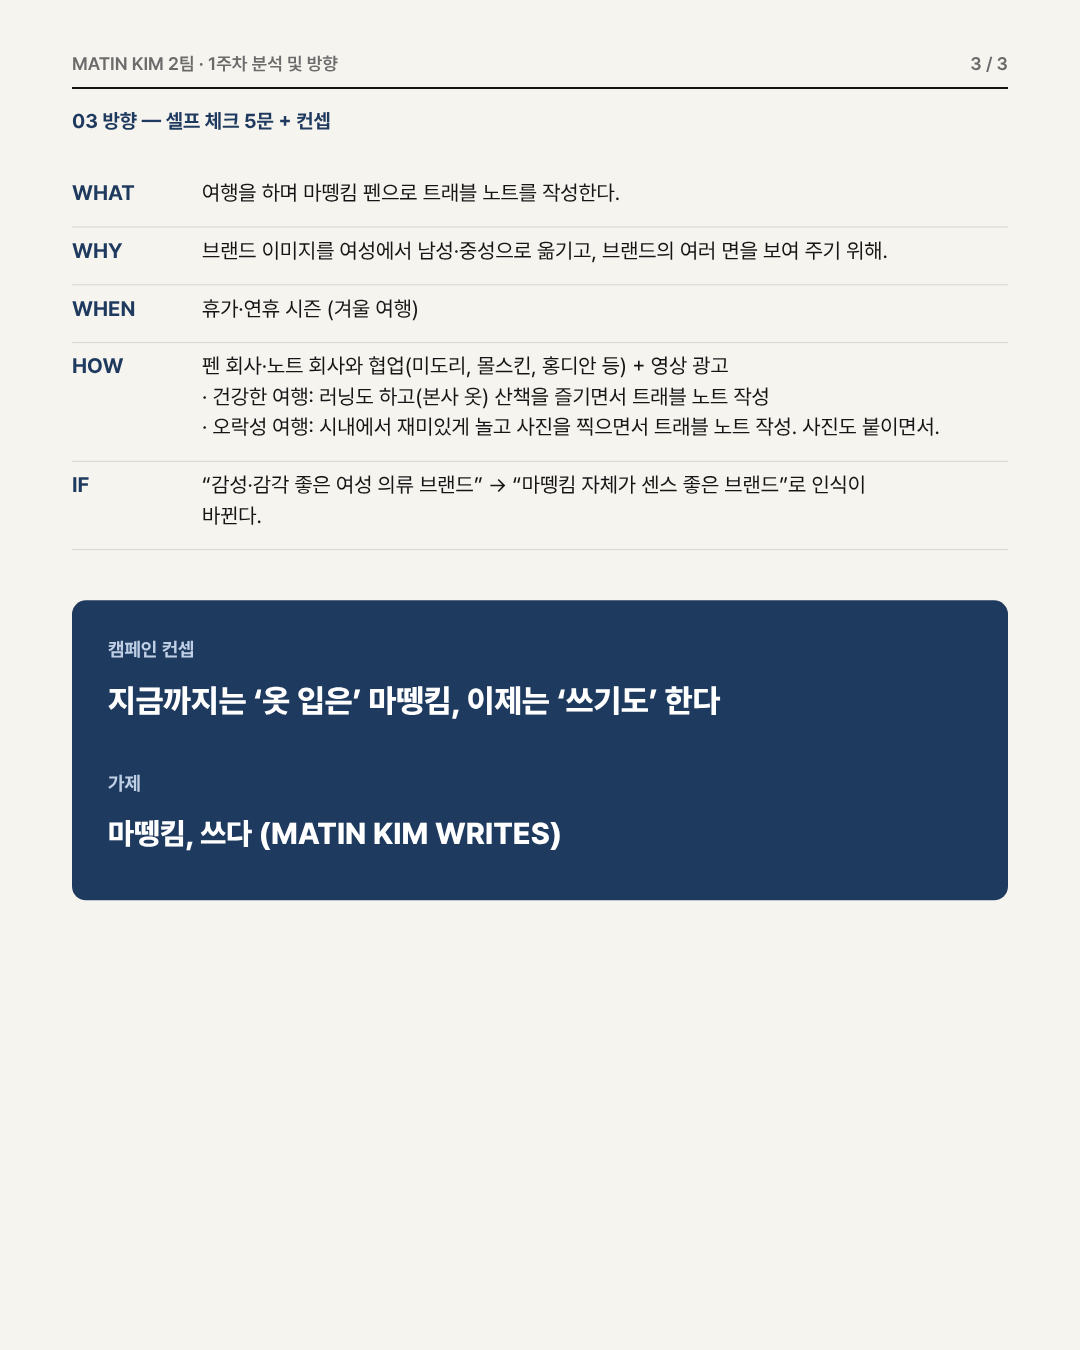 MATIN KIM 2팀 · 1주차 분석 및 방향
3 / 3
03 방향 — 셀프 체크 5문 + 컨셉
WHAT
여행을 하며 마뗑킴 펜으로 트래블 노트를 작성한다.
WHY
브랜드 이미지를 여성에서 남성·중성으로 옮기고, 브랜드의 여러 면을 보여 주기 위해.
WHEN
휴가·연휴 시즌 (겨울 여행)
HOW
펜 회사·노트 회사와 협업(미도리, 몰스킨, 홍디안 등) + 영상 광고
· 건강한 여행: 러닝도 하고(본사 옷) 산책을 즐기면서 트래블 노트 작성
· 오락성 여행: 시내에서 재미있게 놀고 사진을 찍으면서 트래블 노트 작성. 사진도 붙이면서.
IF
“감성·감각 좋은 여성 의류 브랜드” → “마뗑킴 자체가 센스 좋은 브랜드”로 인식이
바뀐다.
캠페인 컨셉
지금까지는 ‘옷 입은’ 마뗑킴, 이제는 ‘쓰기도’ 한다
가제
마뗑킴, 쓰다 (MATIN KIM WRITES)